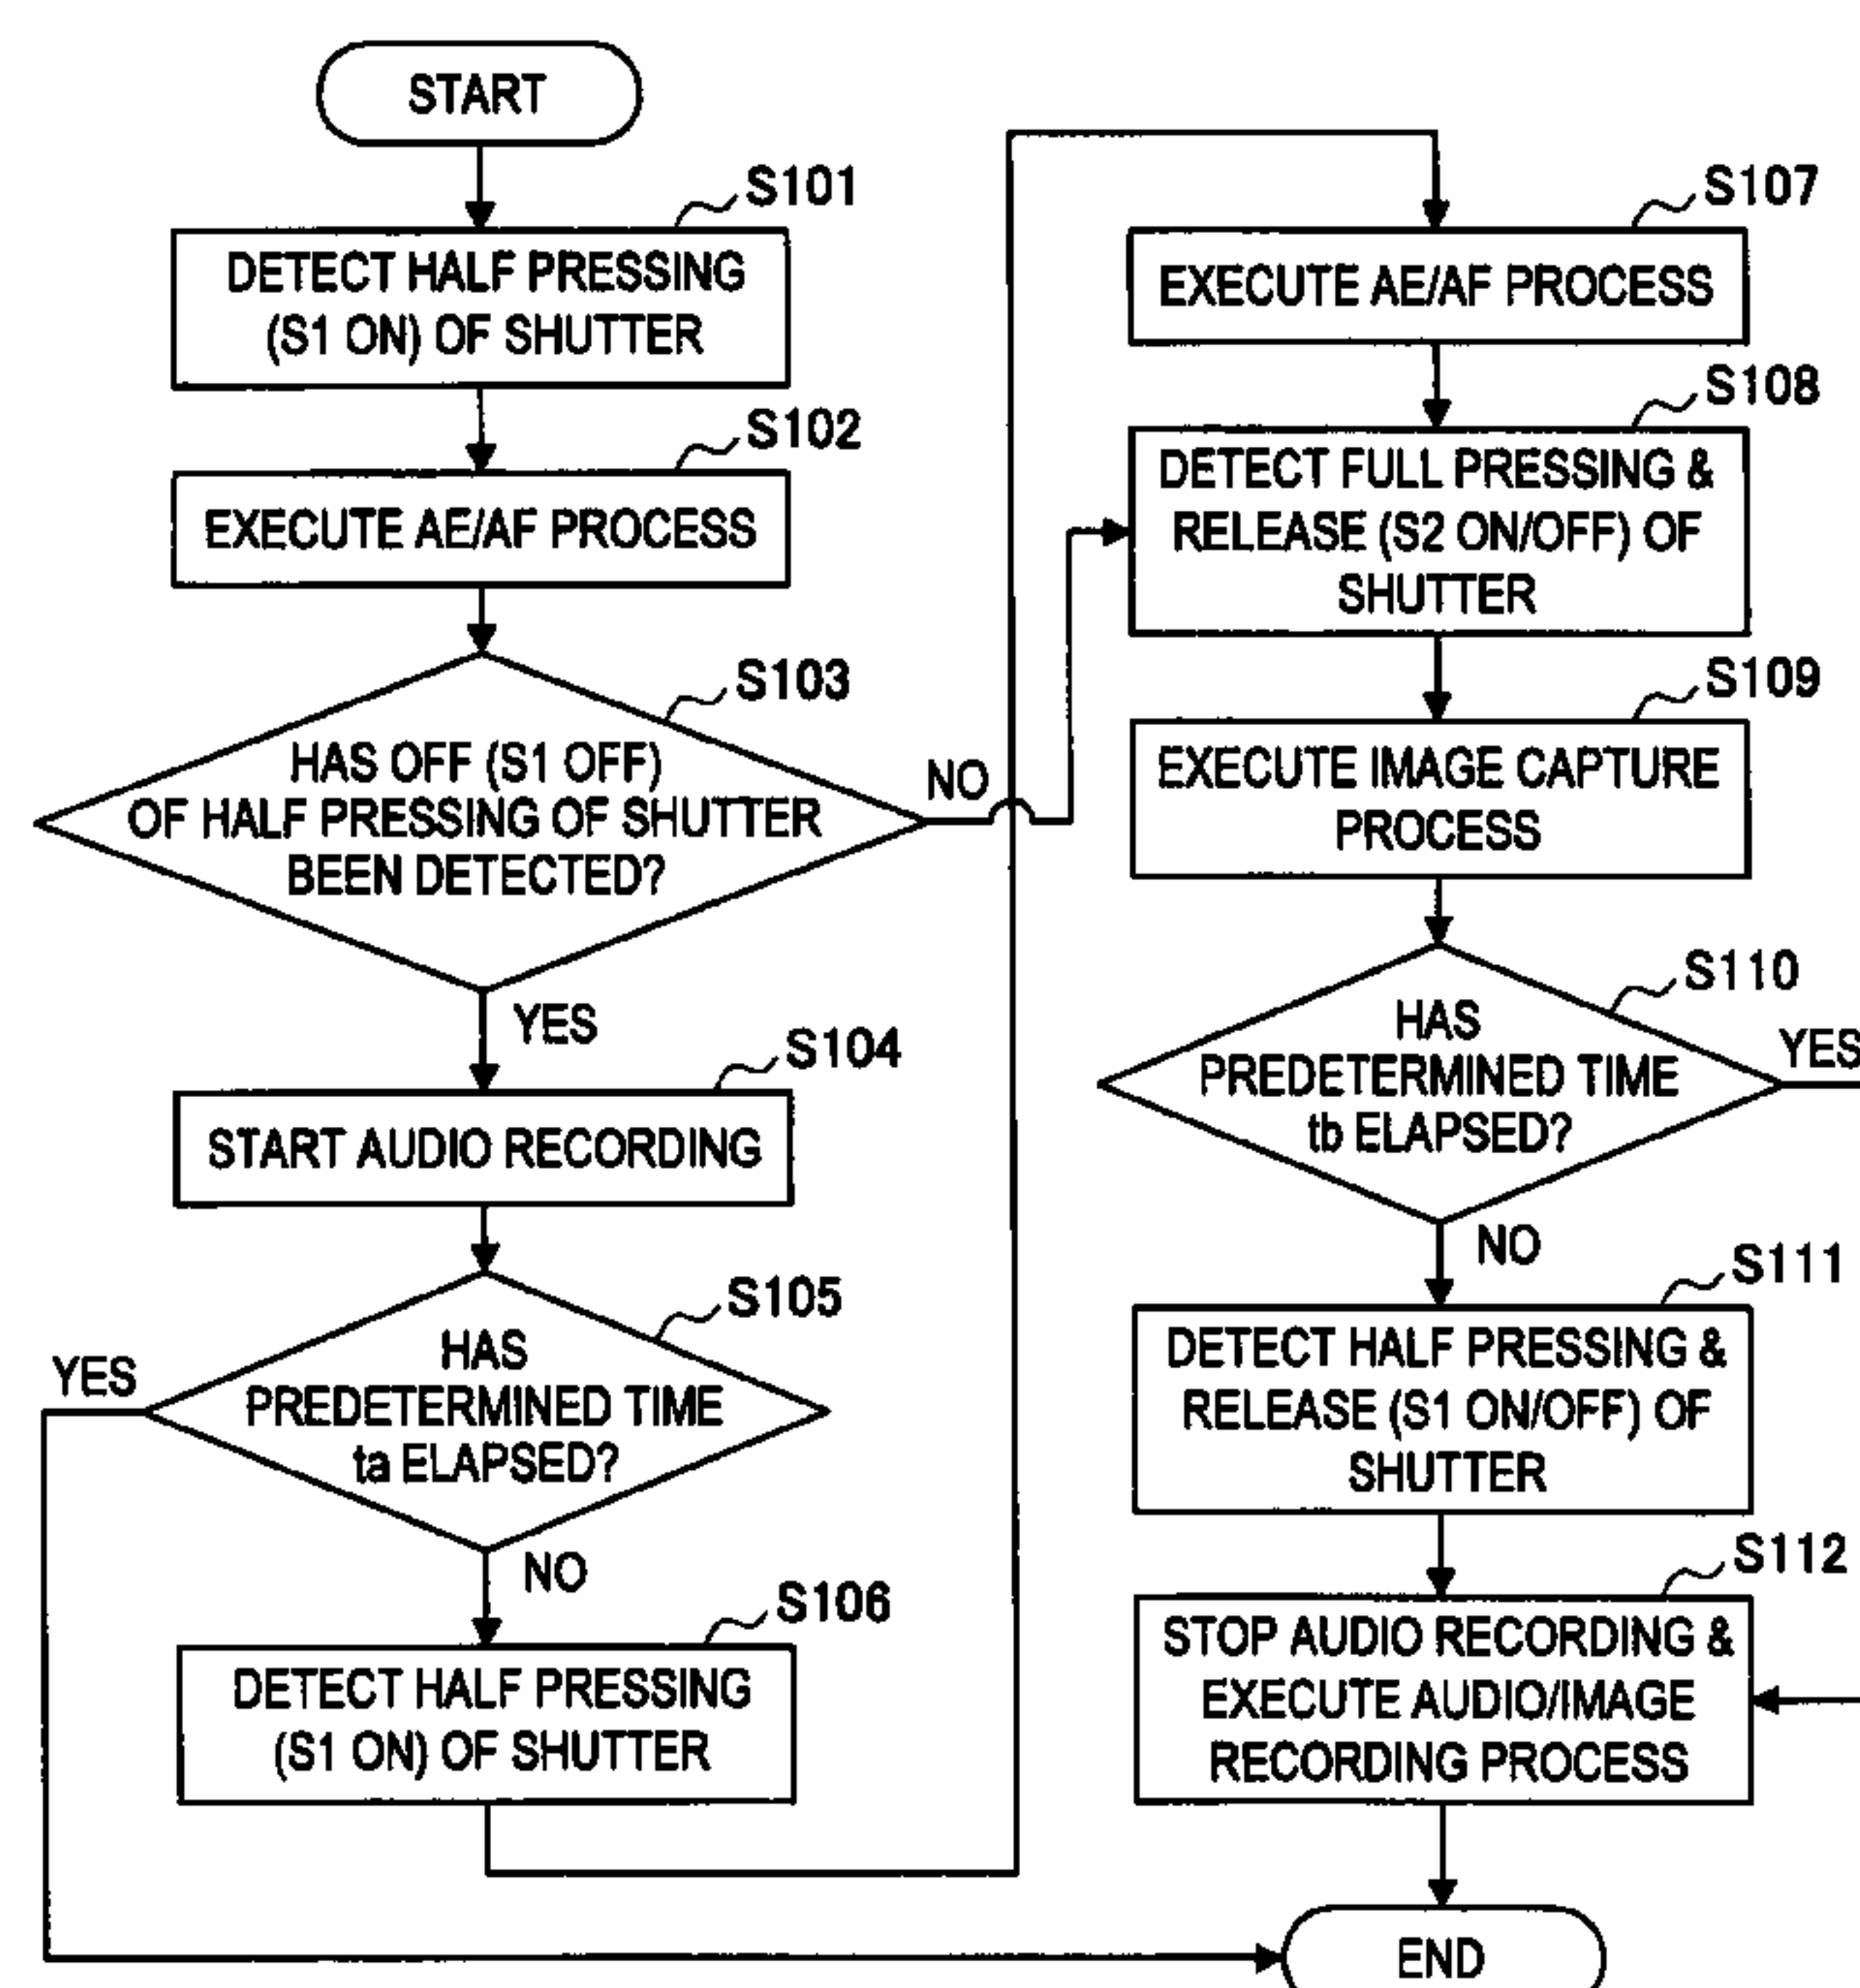 START
S101
DETECT HALF PRESSING
(S1 ON) OF SHUTTER
S102
EXECUTE AE/AF PROCESS
S103
HAS OFF (S1 OFF)
OF HALF PRESSING OF SHUTTER
BEEN DETECTED?
NO
YES
S104
START AUDIO RECORDING
S105
HAS
PREDETERMINED TIME
ta ELAPSED?
YES
NO
S106
DETECT HALF PRESSING
(S1 ON) OF SHUTTER
S107
EXECUTE AE/AF PROCESS
S108
DETECT FULL PRESSING &
RELEASE (S2 ON/OFF) OF
SHUTTER
S109
EXECUTE IMAGE CAPTURE
PROCESS
S110
HAS
PREDETERMINED TIME
tb ELAPSED?
YES
NO
S111
DETECT HALF PRESSING &
RELEASE (S1 ON/OFF) OF
SHUTTER
S112
STOP AUDIO RECORDING &
EXECUTE AUDIO/IMAGE
RECORDING PROCESS
END